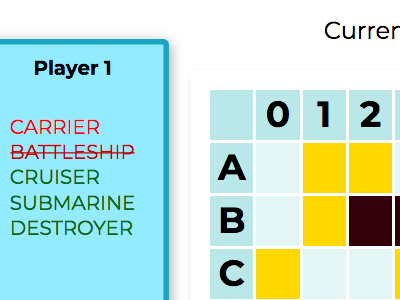 Curren
Player 1
CARRIER
BATTLESHIP
CRUISER
SUBMARINE
DESTROYER
0 1 2
A
B
C